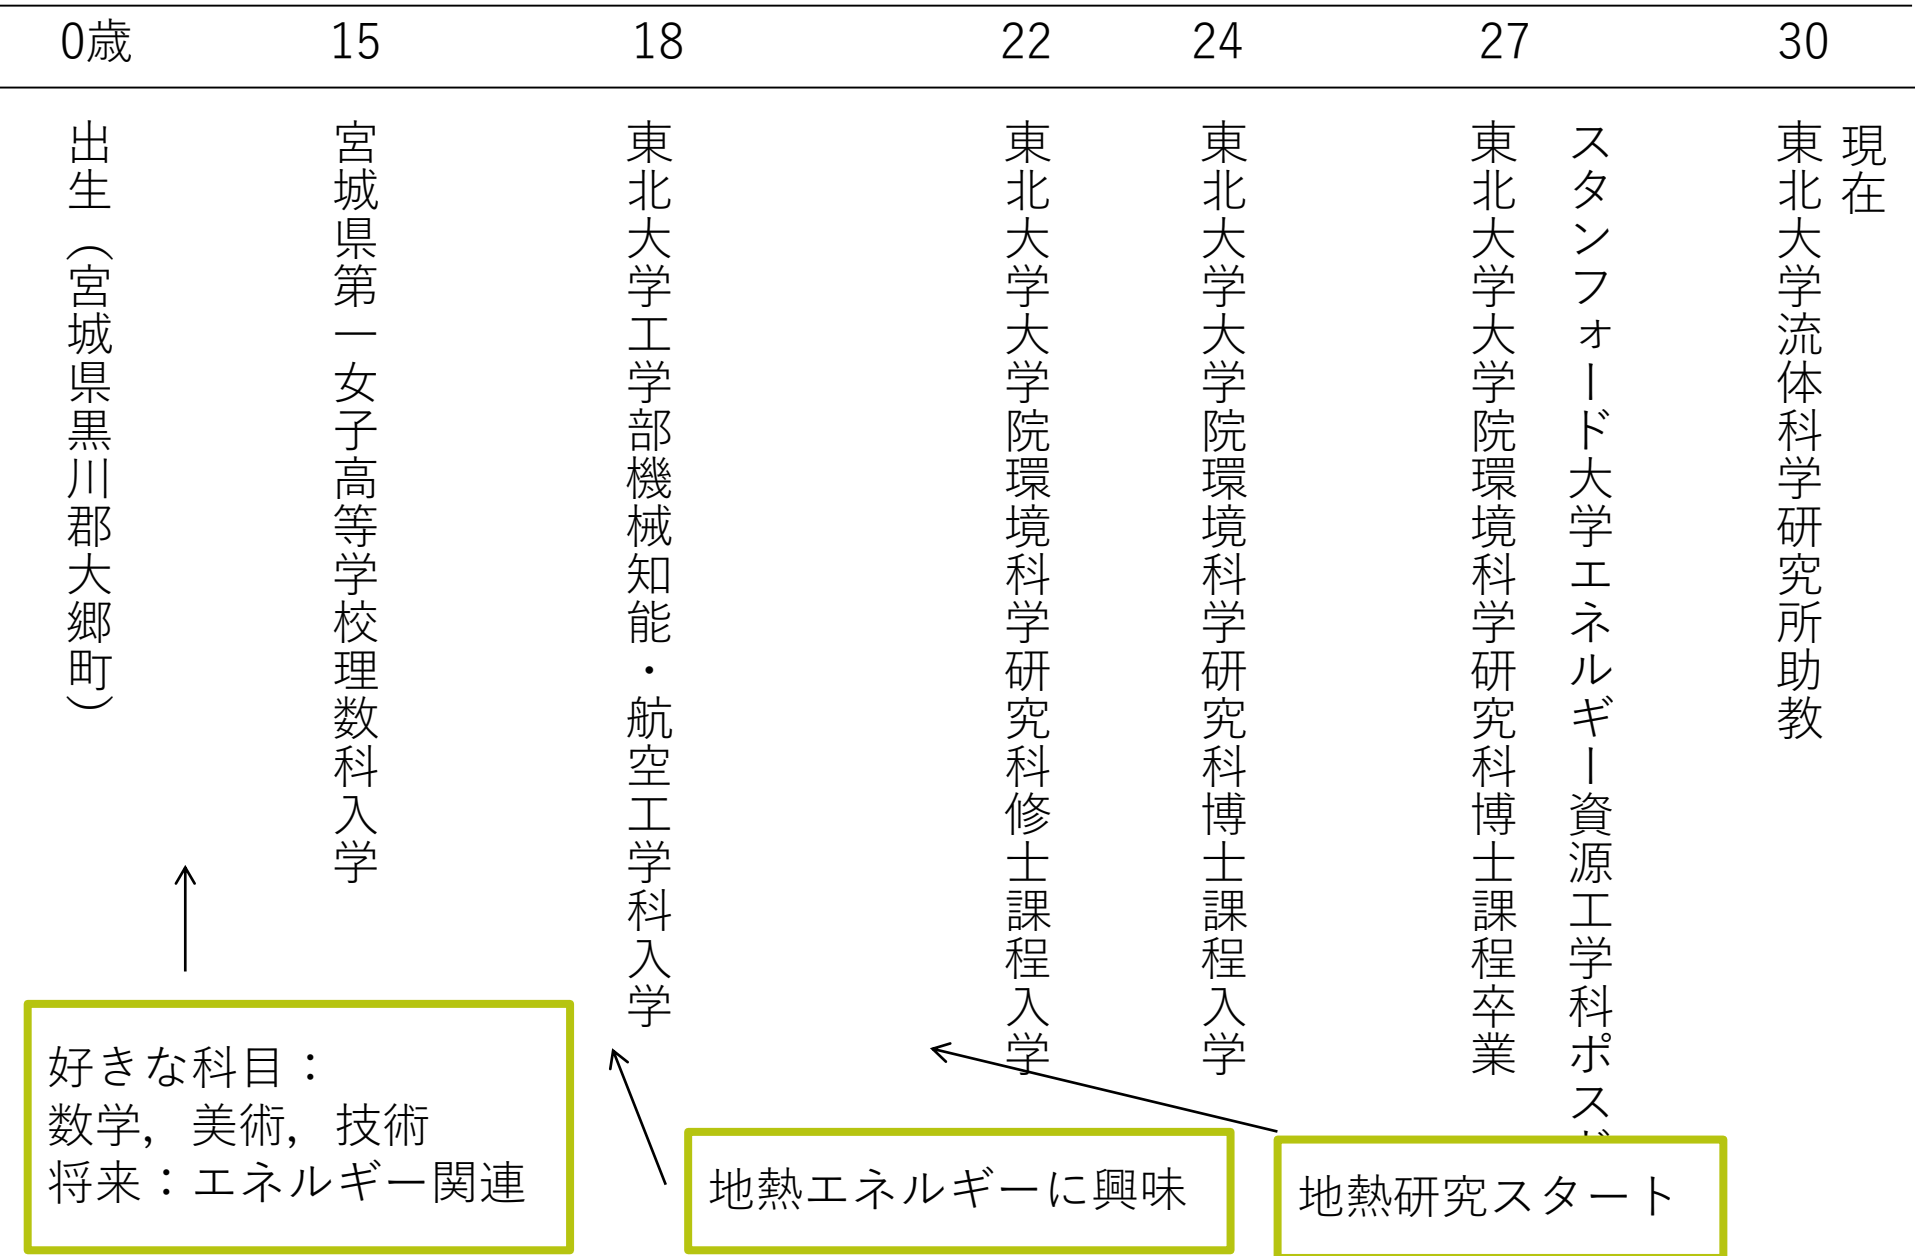 0歳 15 18 22 24 27 30
出生（宮城県黒川郡大郷町）
宮城県第一女子高等学校理数科入学
東北大学工学部機械知能・航空工学科入学
東北大学大学院環境科学研究科修士課程入学
東北大学大学院環境科学研究科博士課程入学
東北大学大学院環境科学研究科博士課程卒業
スタンフォード大学エネルギー資源工学科ポス
東北大学流体科学研究所助教
現在
好きな科目：
数学，美術，技術
将来：エネルギー関連
地熱エネルギーに興味
地熱研究スタート